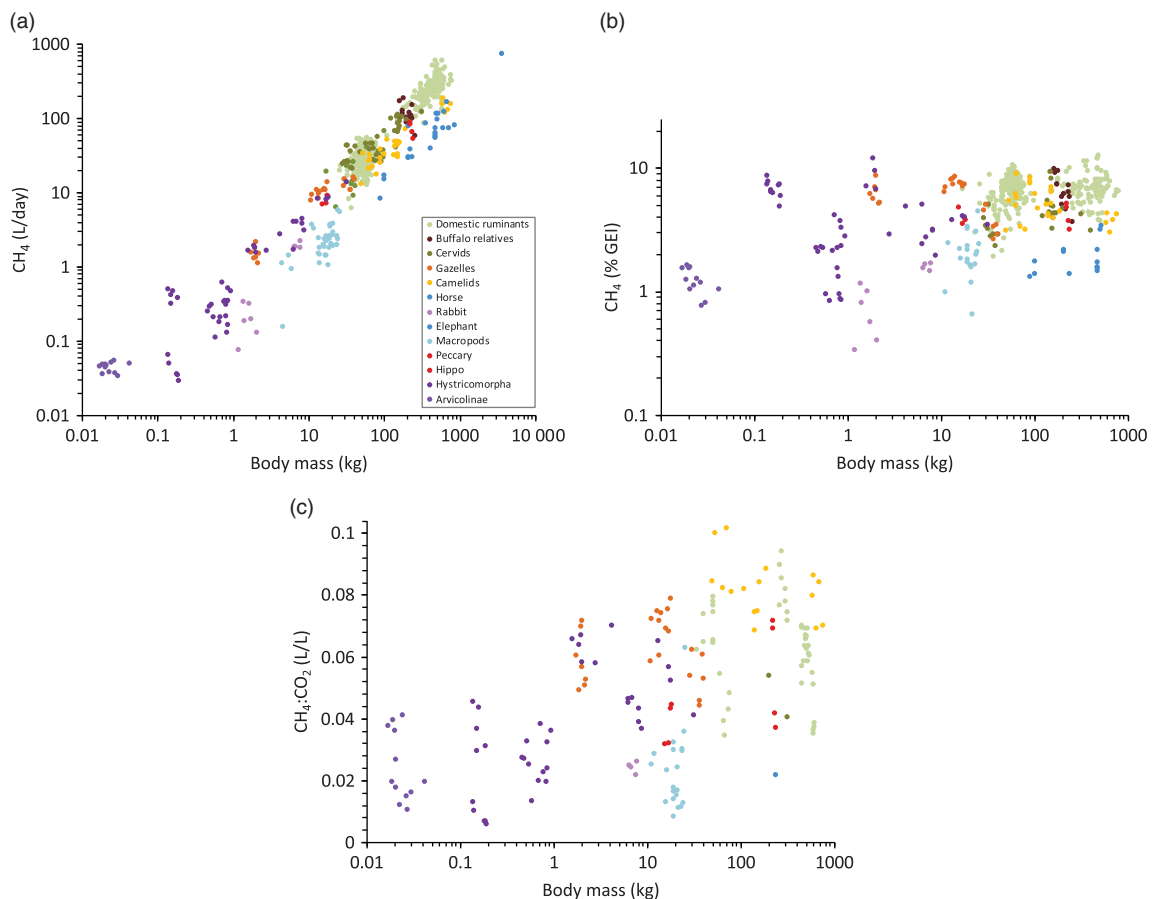 (a)
1000
100
10
1
0.1
0.01
CH₄ (L/day)
0.01 0.1 1 10 100 1000 10 000
Body mass (kg)
Domestic ruminants
Buffalo relatives
Cervids
Gazelles
Camelids
Horse
Rabbit
Elephant
Macropods
Peccary
Hippo
Hystricomorpha
Arvicolinae
(b)
10
1
0.1
CH₄ (% GEI)
0.01 0.1 1 10 100 1000
Body mass (kg)
(c)
0.1
0.08
0.06
0.04
0.02
0
CH₄:CO₂ (L/L)
0.01 0.1 1 10 100 1000
Body mass (kg)